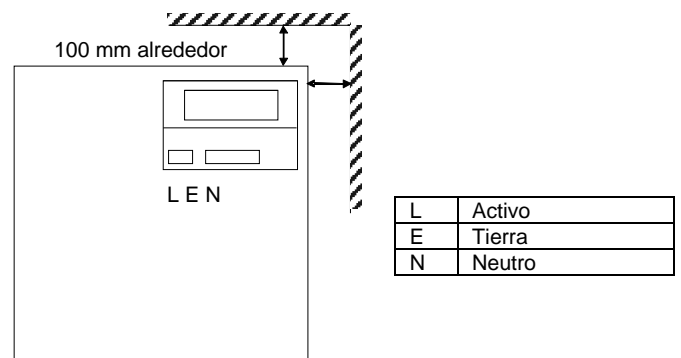 100 mm alrededor
L E N
L Activo
E Tierra
N Neutro